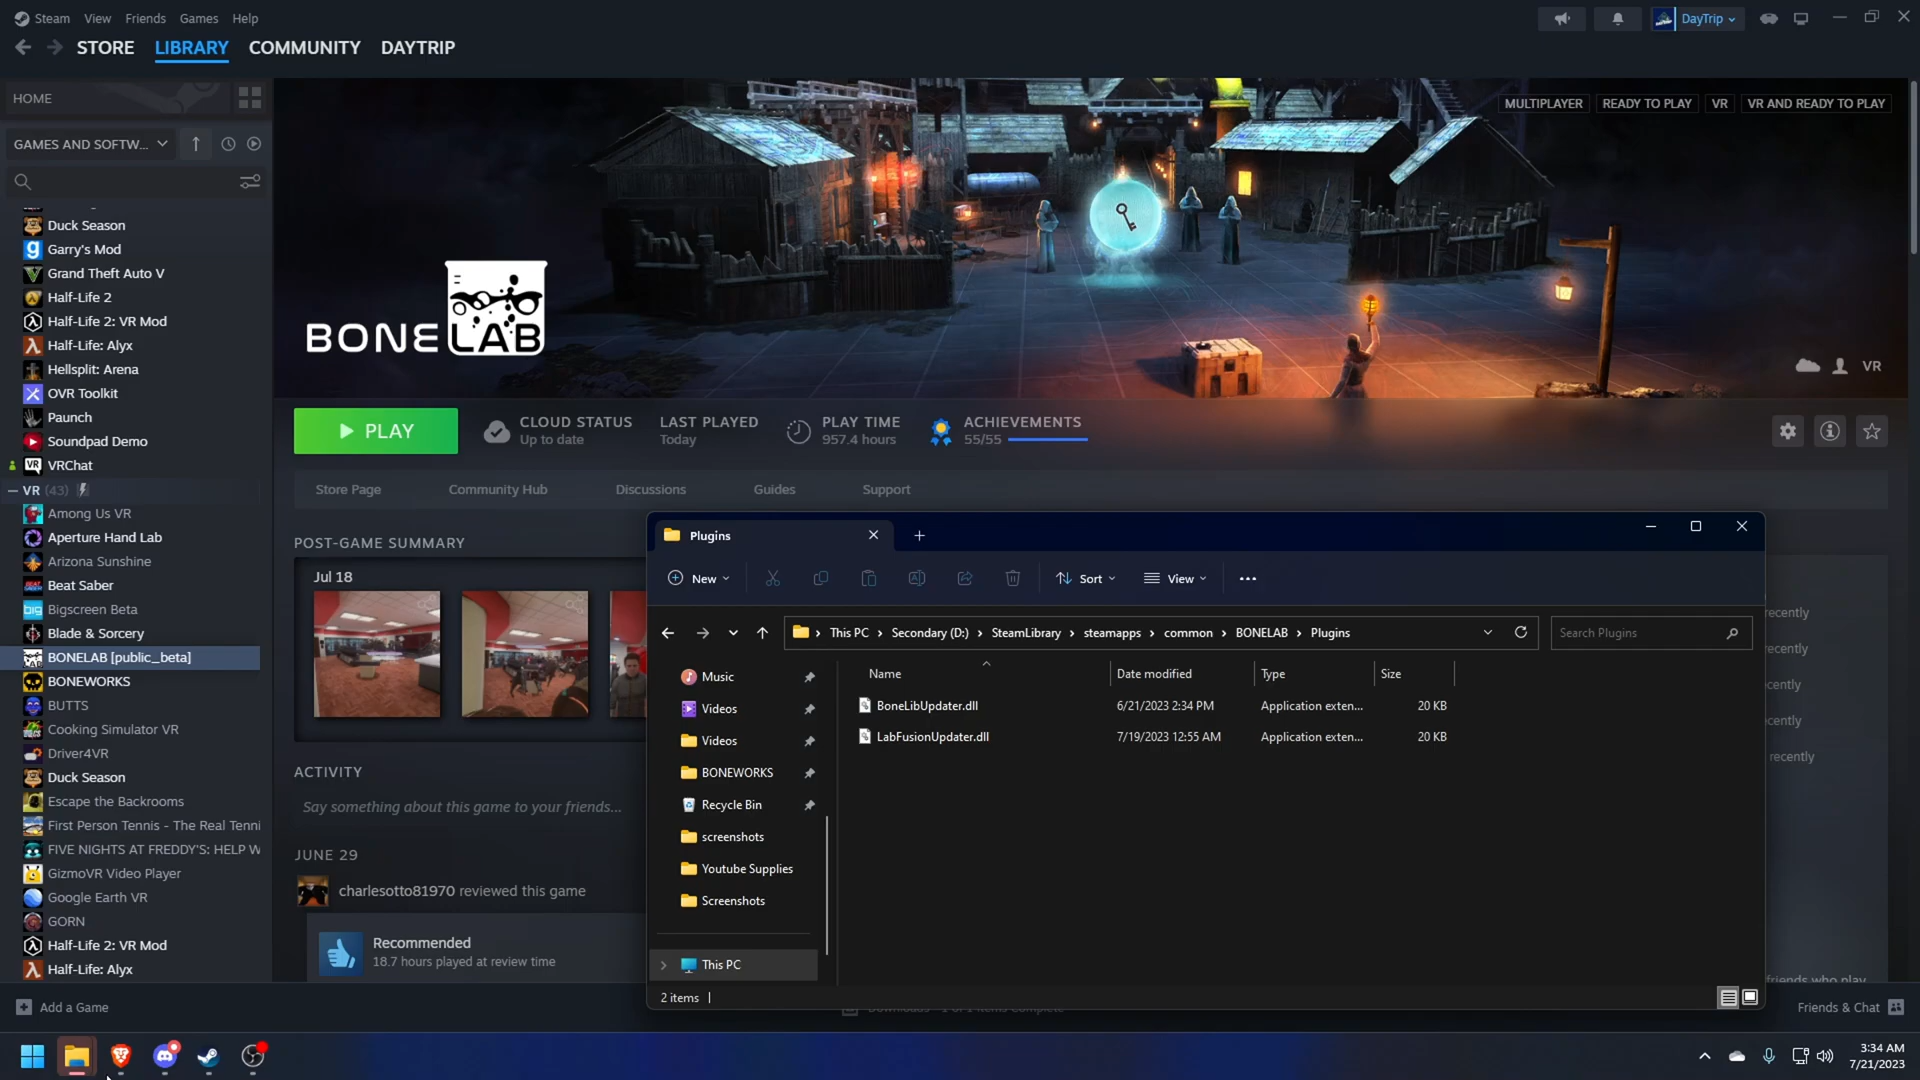 Steam View Friends Games Help
DayTrip
STORE LIBRARY COMMUNITY DAYTRIP
HOME
GAMES AND SOFTW...
Duck Season
Garry's Mod
Grand Theft Auto V
Half-Life 2
Half-Life 2: VR Mod
Half-Life: Alyx
Hellsplit: Arena
OVR Toolkit
Paunch
Soundpad Demo
VRChat
VR (43)
Among Us VR
Aperture Hand Lab
Arizona Sunshine
Beat Saber
Bigscreen Beta
Blade & Sorcery
BONELAB [public_beta]
BONEWORKS
BUTTS
Cooking Simulator VR
Driver4VR
Duck Season
Escape the Backrooms
First Person Tennis - The Real Tenni
FIVE NIGHTS AT FREDDY'S: HELP W
GizmoVR Video Player
Google Earth VR
GORN
Half-Life 2: VR Mod
Half-Life: Alyx
Add a Game
MULTIPLAYER READY TO PLAY VR VR AND READY TO PLAY
BONELAB
VR
PLAY
CLOUD STATUS
Up to date
LAST PLAYED
Today
PLAY TIME
957.4 hours
ACHIEVEMENTS
55/55
Store Page Community Hub Discussions Guides Support
POST-GAME SUMMARY
Jul 18
ACTIVITY
Say something about this game to your friends...
JUNE 29
charlesotto81970 reviewed this game
Recommended
18.7 hours played at review time
Plugins
New Sort View
This PC Secondary (D:) SteamLibrary steamapps common BONELAB Plugins
Search Plugins
Music
Videos
Videos
BONEWORKS
Recycle Bin
screenshots
Youtube Supplies
Screenshots
This PC
Name Date modified Type Size
BoneLibUpdater.dll 6/21/2023 2:34 PM Application exten... 20 KB
LabFusionUpdater.dll 7/19/2023 12:55 AM Application exten... 20 KB
2 items
recently
recently
cently
cently
recently
friends who play
Friends & Chat
3:34 AM
7/21/2023